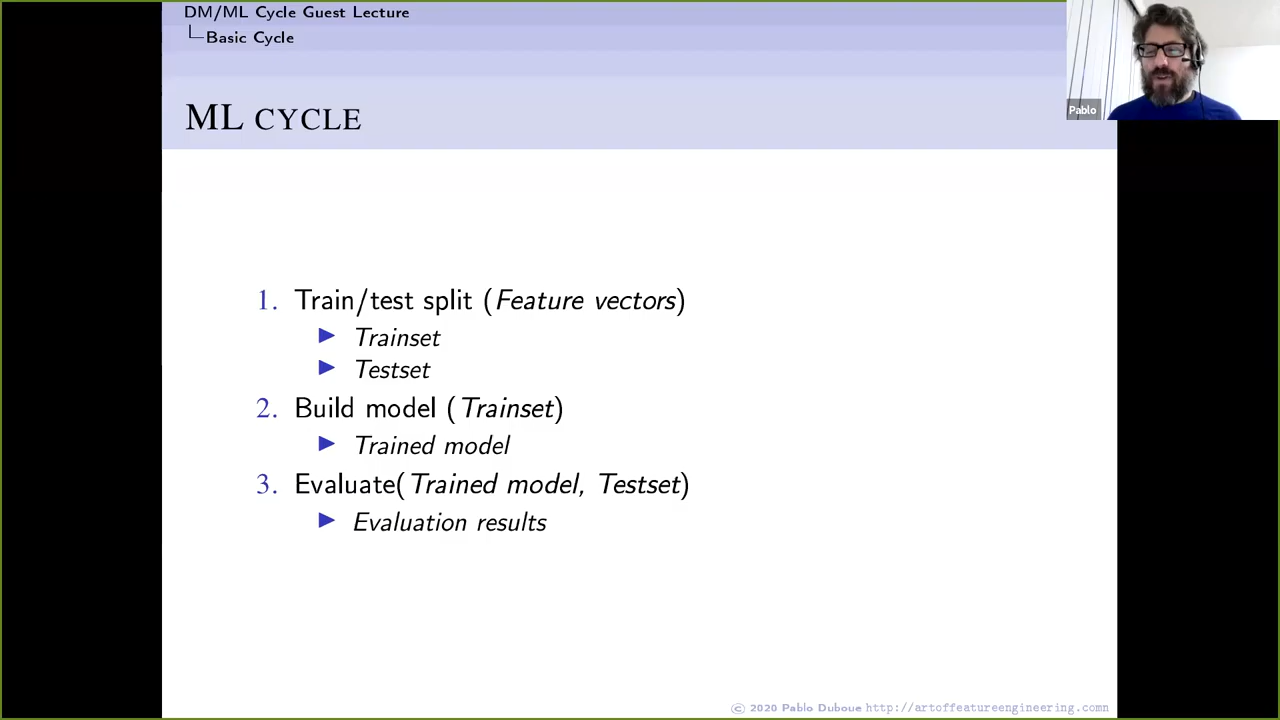 DM/ML Cycle Guest Lecture
Basic Cycle
ML CYCLE
1. Train/test split (Feature vectors)
▶ Trainset
▶ Testset
2. Build model (Trainset)
▶ Trained model
3. Evaluate(Trained model, Testset)
▶ Evaluation results
Pablo
© 2020 Pablo Duboue http://artoffeatureengineering.comn